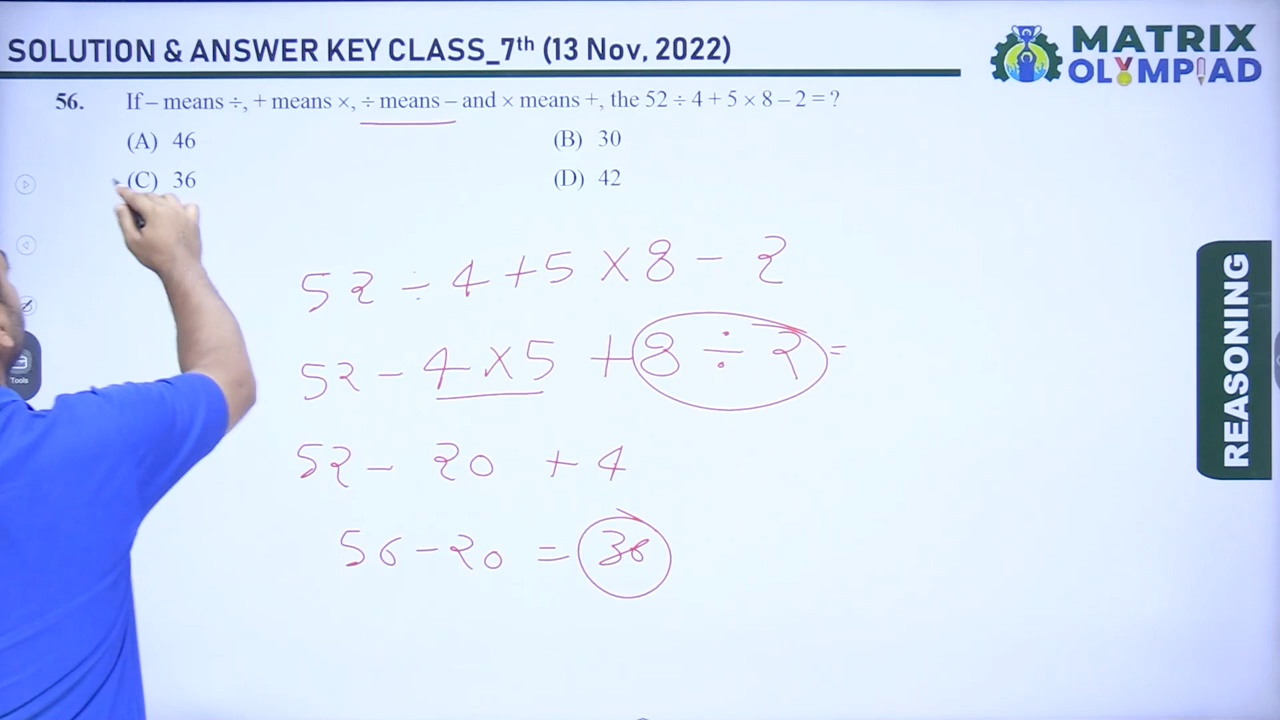 SOLUTION & ANSWER KEY CLASS_7th (13 Nov, 2022)
MATRIX
OLYMPIAD
56. If – means ÷, + means ×, ÷ means – and × means +, the 52 ÷ 4 + 5 × 8 – 2 = ?
(A) 46 (B) 30
(C) 36 (D) 42
52 ÷ 4 + 5 × 8 - 2
52 - 4 × 5 + 8 ÷ 2 =
52 - 20 + 4
56 - 20 = 36
REASONING
Tools